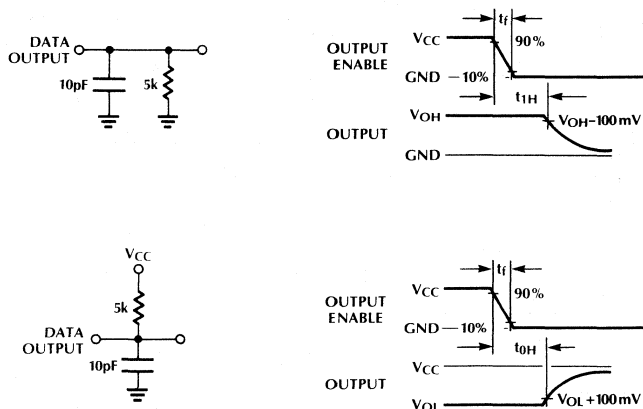 DATA
OUTPUT
10pF
5k
OUTPUT
ENABLE
VCC
GND
10%
tf
90%
t1H
OUTPUT
VOH
GND
VOH−100mV
VCC
5k
DATA
OUTPUT
10pF
OUTPUT
ENABLE
VCC
GND
10%
tf
90%
t0H
OUTPUT
VCC
VOL
VOL+100mV